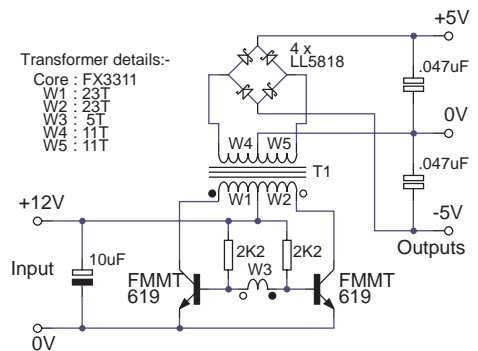 Transformer details:-
Core : FX3311
W1 : 23T
W2 : 23T
W3 : 5T
W4 : 11T
W5 : 11T
4 x
LL5818
+5V
.047uF
0V
.047uF
-5V
Outputs
W4 W5
T1
W1 W2
+12V
10uF
Input
0V
2K2
2K2
W3
FMMT
619
FMMT
619